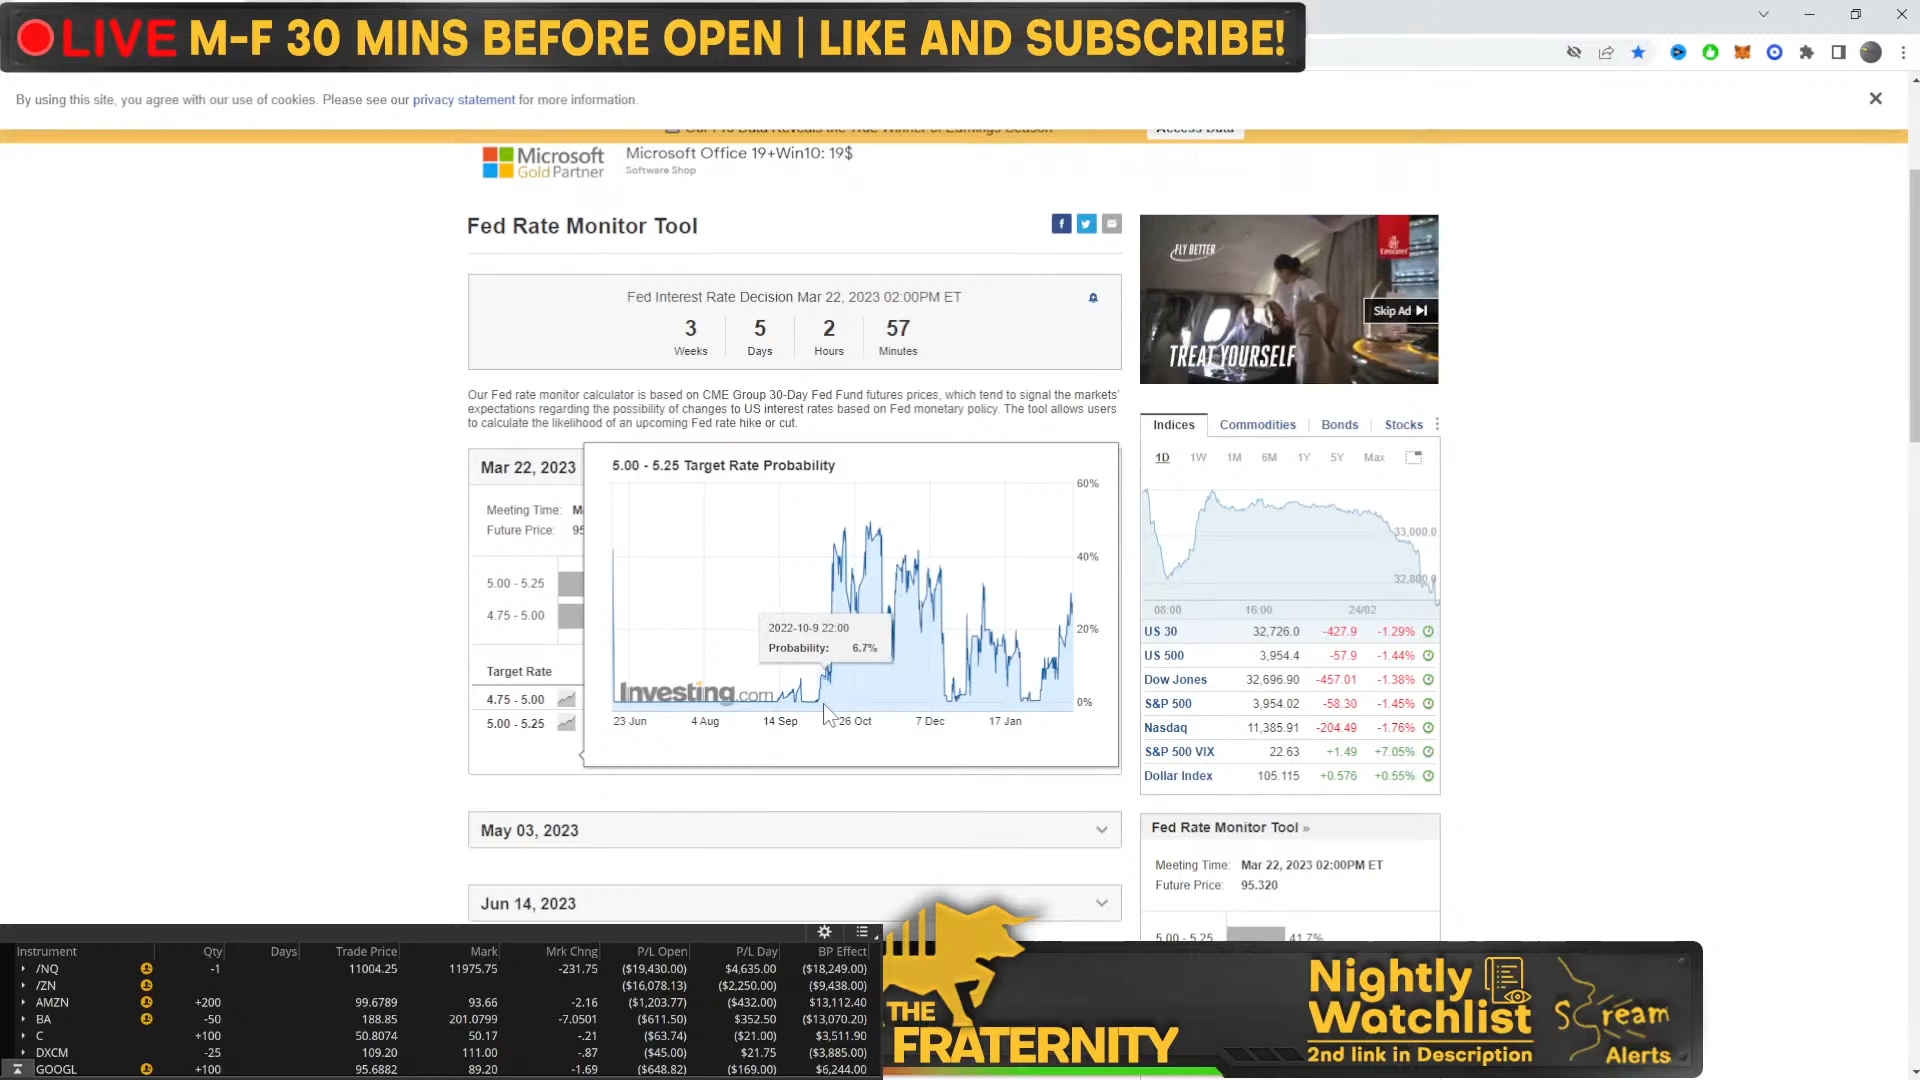 LIVE M-F 30 MINS BEFORE OPEN | LIKE AND SUBSCRIBE!
By using this site, you agree with our use of cookies. Please see our privacy statement for more information.
Our Pro Data Reveals the True Winner of Earnings Season
Access Data
Microsoft
Gold Partner
Microsoft Office 19+Win10: 19$
Software Shop
Fed Rate Monitor Tool
Fed Interest Rate Decision Mar 22, 2023 02:00PM ET
3 5 2 57
Weeks Days Hours Minutes
Our Fed rate monitor calculator is based on CME Group 30-Day Fed Fund futures prices, which tend to signal the markets'
expectations regarding the possibility of changes to US interest rates based on Fed monetary policy. The tool allows users
to calculate the likelihood of an upcoming Fed rate hike or cut.
Mar 22, 2023
Meeting Time:
Future Price:
5.00 - 5.25
4.75 - 5.00
Target Rate
4.75 - 5.00
5.00 - 5.25
5.00 - 5.25 Target Rate Probability
60%
40%
20%
0%
2022-10-9 22:00
Probability: 6.7%
Investing.com
23 Jun 4 Aug 14 Sep 26 Oct 7 Dec 17 Jan
May 03, 2023
Jun 14, 2023
FLY BETTER
Emirates
Skip Ad
TREAT YOURSELF
Indices Commodities Bonds Stocks
1D 1W 1M 6M 1Y 5Y Max
33,000.0
32,800.0
08:00 16:00 24/02
US 30 32,726.0 -427.9 -1.29%
US 500 3,954.4 -57.9 -1.44%
Dow Jones 32,696.90 -457.01 -1.38%
S&P 500 3,954.02 -58.30 -1.45%
Nasdaq 11,385.91 -204.49 -1.76%
S&P 500 VIX 22.63 +1.49 +7.05%
Dollar Index 105.115 +0.576 +0.55%
Fed Rate Monitor Tool »
Meeting Time: Mar 22, 2023 02:00PM ET
Future Price: 95.320
5.00 - 5.25 41.7%
Instrument Qty Days Trade Price Mark Mrk Chng P/L Open P/L Day BP Effect
/NQ -1 11004.25 11975.75 -231.75 ($19,430.00) $4,635.00 ($18,249.00)
/ZN ($16,078.13) ($2,250.00) ($9,438.00)
AMZN +200 99.6789 93.66 -2.16 ($1,203.77) ($432.00) $13,112.40
BA -50 188.85 201.0799 -7.0501 ($611.50) $352.50 ($13,070.20)
C +100 50.8074 50.17 -.21 ($63.74) ($21.00) $3,511.90
DXCM -25 109.20 111.00 -.87 ($45.00) $21.75 ($3,885.00)
GOOGL +100 95.6882 89.20 -1.69 ($648.82) ($169.00) $6,244.00
THE
FRATERNITY
Nightly
Watchlist
2nd link in Description
Scream
Alerts